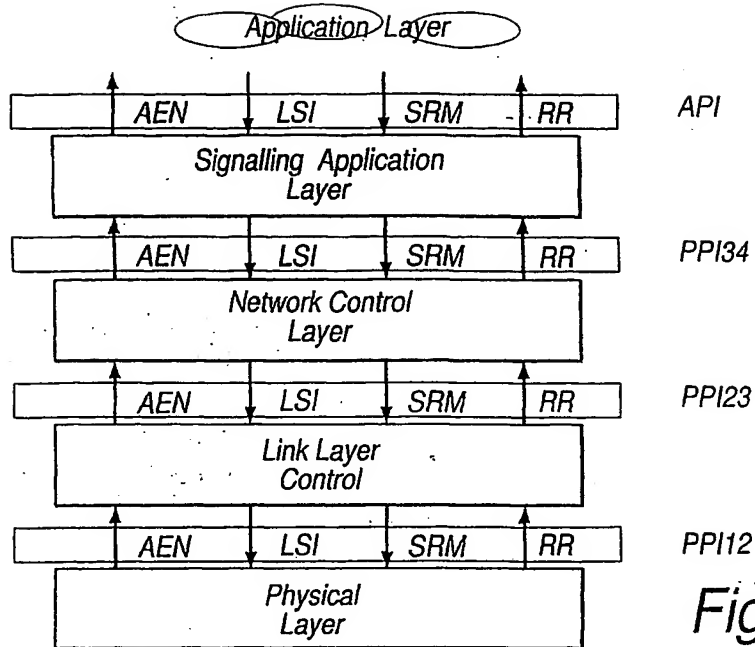 Application Layer
AEN LSI SRM RR API
Signalling Application
Layer
AEN LSI SRM RR PPI34
Network Control
Layer
AEN LSI SRM RR PPI23
Link Layer
Control
AEN LSI SRM RR PPI12
Physical
Layer
Fig